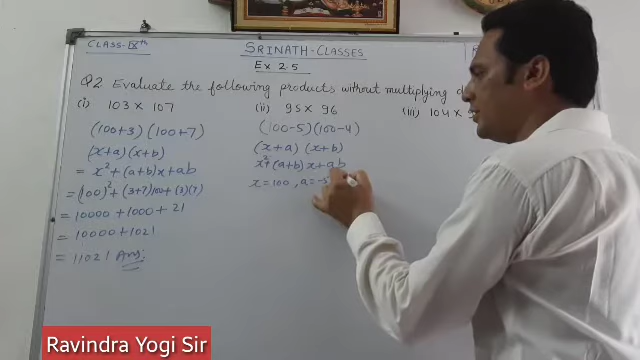 CLASS-IXth
SRINATH-CLASSES
Ex 2.5
Q2 Evaluate the following products without multiplying d
(i) 103 x 107
(100+3) (100+7)
(x+a) (x+b)
= x² + (a+b)x + ab
= (100)² + (3+7)100 + (3)(7)
= 10000 + 1000 + 21
= 10000 + 1021
= 11021 Ans:
(ii) 95 x 96
(100-5)(100-4)
(x+a) (x+b)
x² + (a+b)x + ab
x = 100, a = -5
(iii) 104 x
Ravindra Yogi Sir